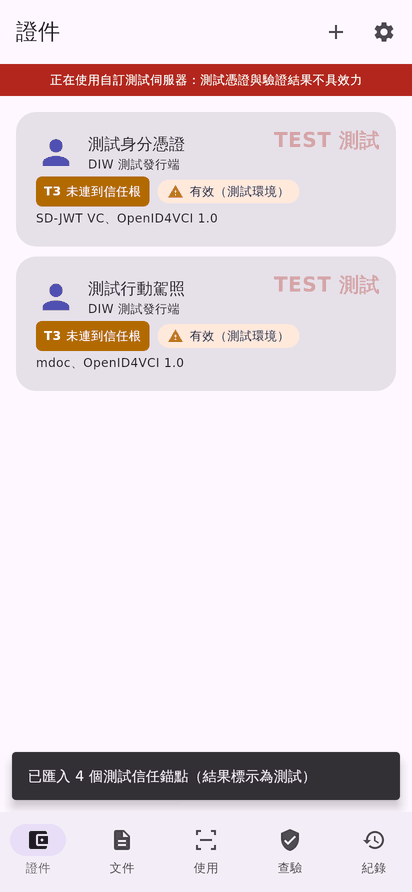 證件
正在使用自訂測試伺服器：測試憑證與驗證結果不具效力
TEST 測試
測試身分憑證
DIW 測試發行端
T3 未連到信任根
有效（測試環境）
SD-JWT VC、OpenID4VCI 1.0
TEST 測試
測試行動駕照
DIW 測試發行端
T3 未連到信任根
有效（測試環境）
mdoc、OpenID4VCI 1.0
已匯入 4 個測試信任錨點（結果標示為測試）
證件
文件
使用
查驗
紀錄